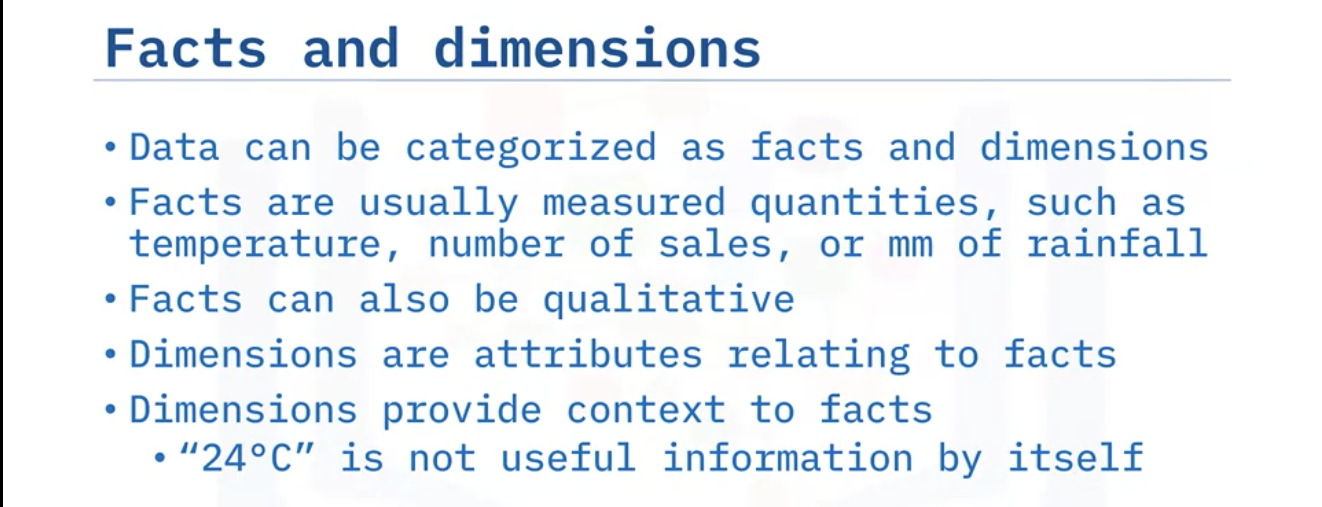 Facts and dimensions
• Data can be categorized as facts and dimensions
• Facts are usually measured quantities, such as
temperature, number of sales, or mm of rainfall
• Facts can also be qualitative
• Dimensions are attributes relating to facts
• Dimensions provide context to facts
• “24°C” is not useful information by itself